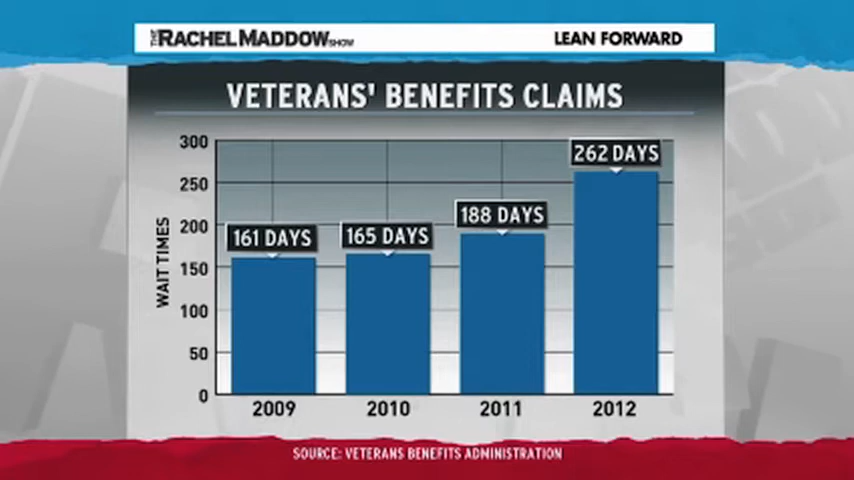 THE RACHEL MADDOW SHOW
LEAN FORWARD
VETERANS' BENEFITS CLAIMS
300
250
200
150
100
50
0
WAIT TIMES
161 DAYS
165 DAYS
188 DAYS
262 DAYS
2009
2010
2011
2012
SOURCE: VETERANS BENEFITS ADMINISTRATION